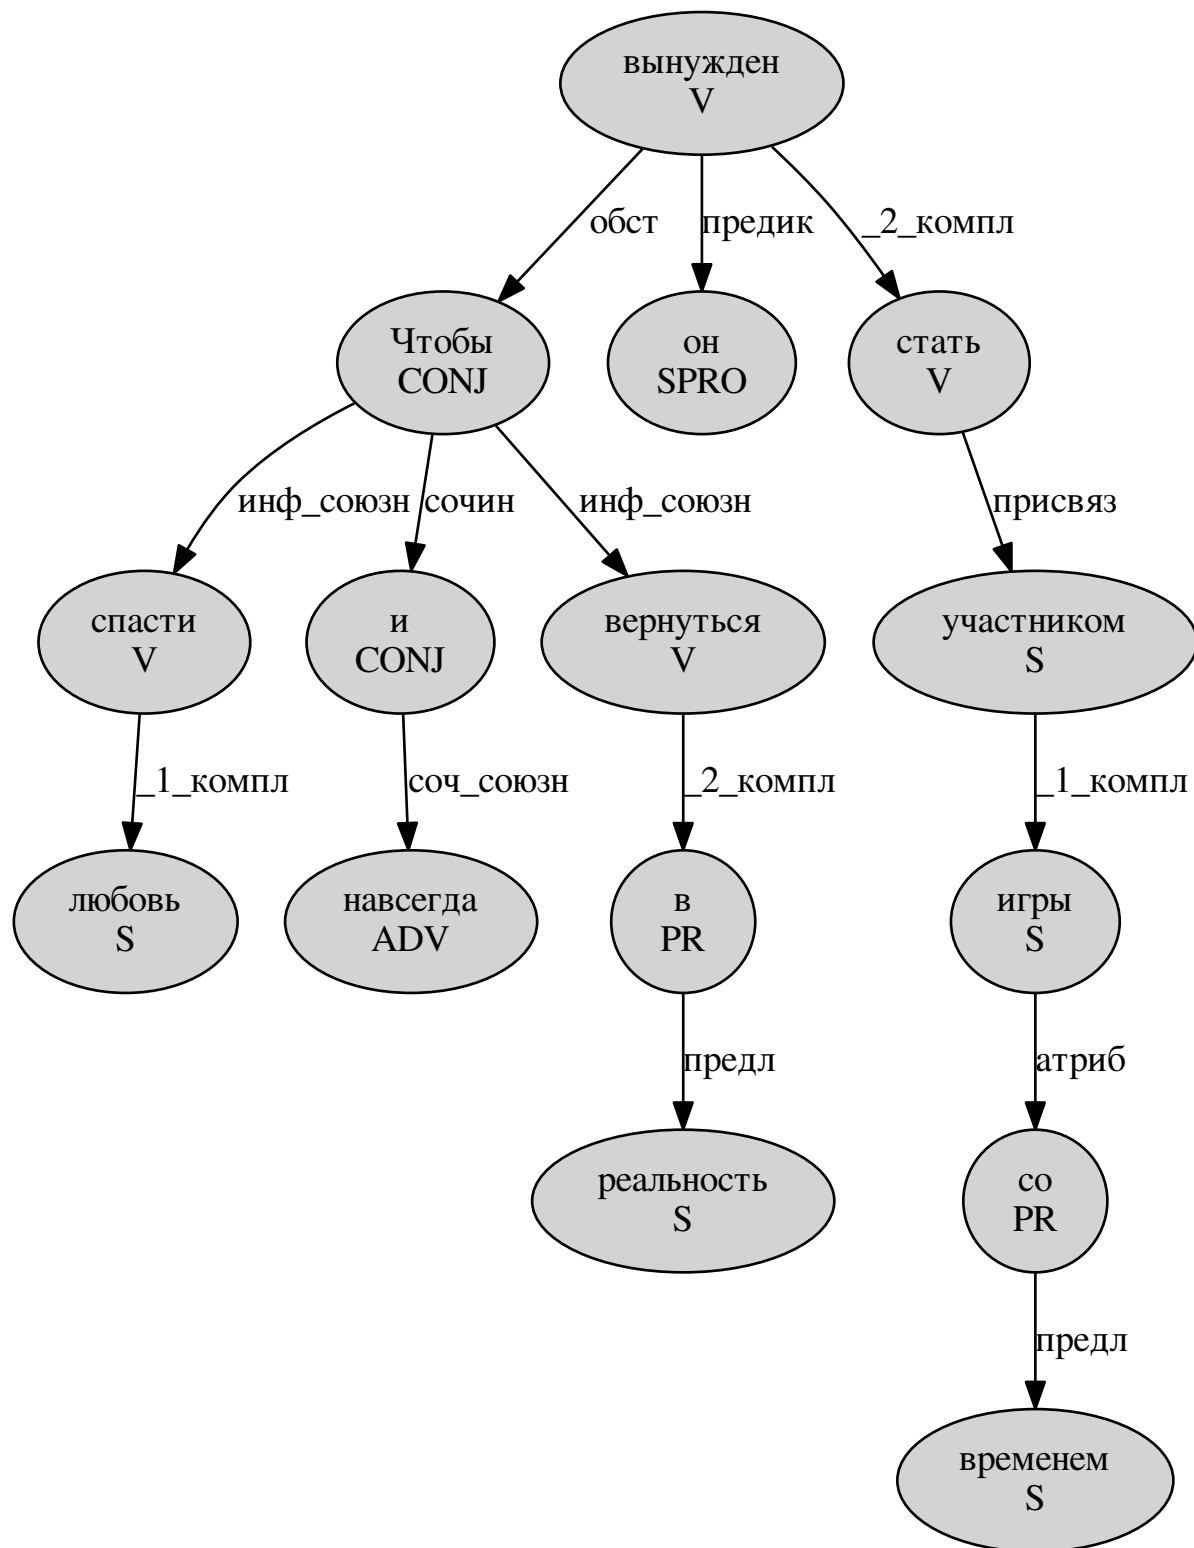 вынужден
V
обст
предик
_2_компл
Чтобы
CONJ
он
SPRO
стать
V
инф_союзн
сочин
инф_союзн
присвяз
спасти
V
и
CONJ
вернуться
V
участником
S
_1_компл
соч_союзн
_2_компл
_1_компл
любовь
S
навсегда
ADV
в
PR
игры
S
предл
атриб
реальность
S
со
PR
предл
временем
S